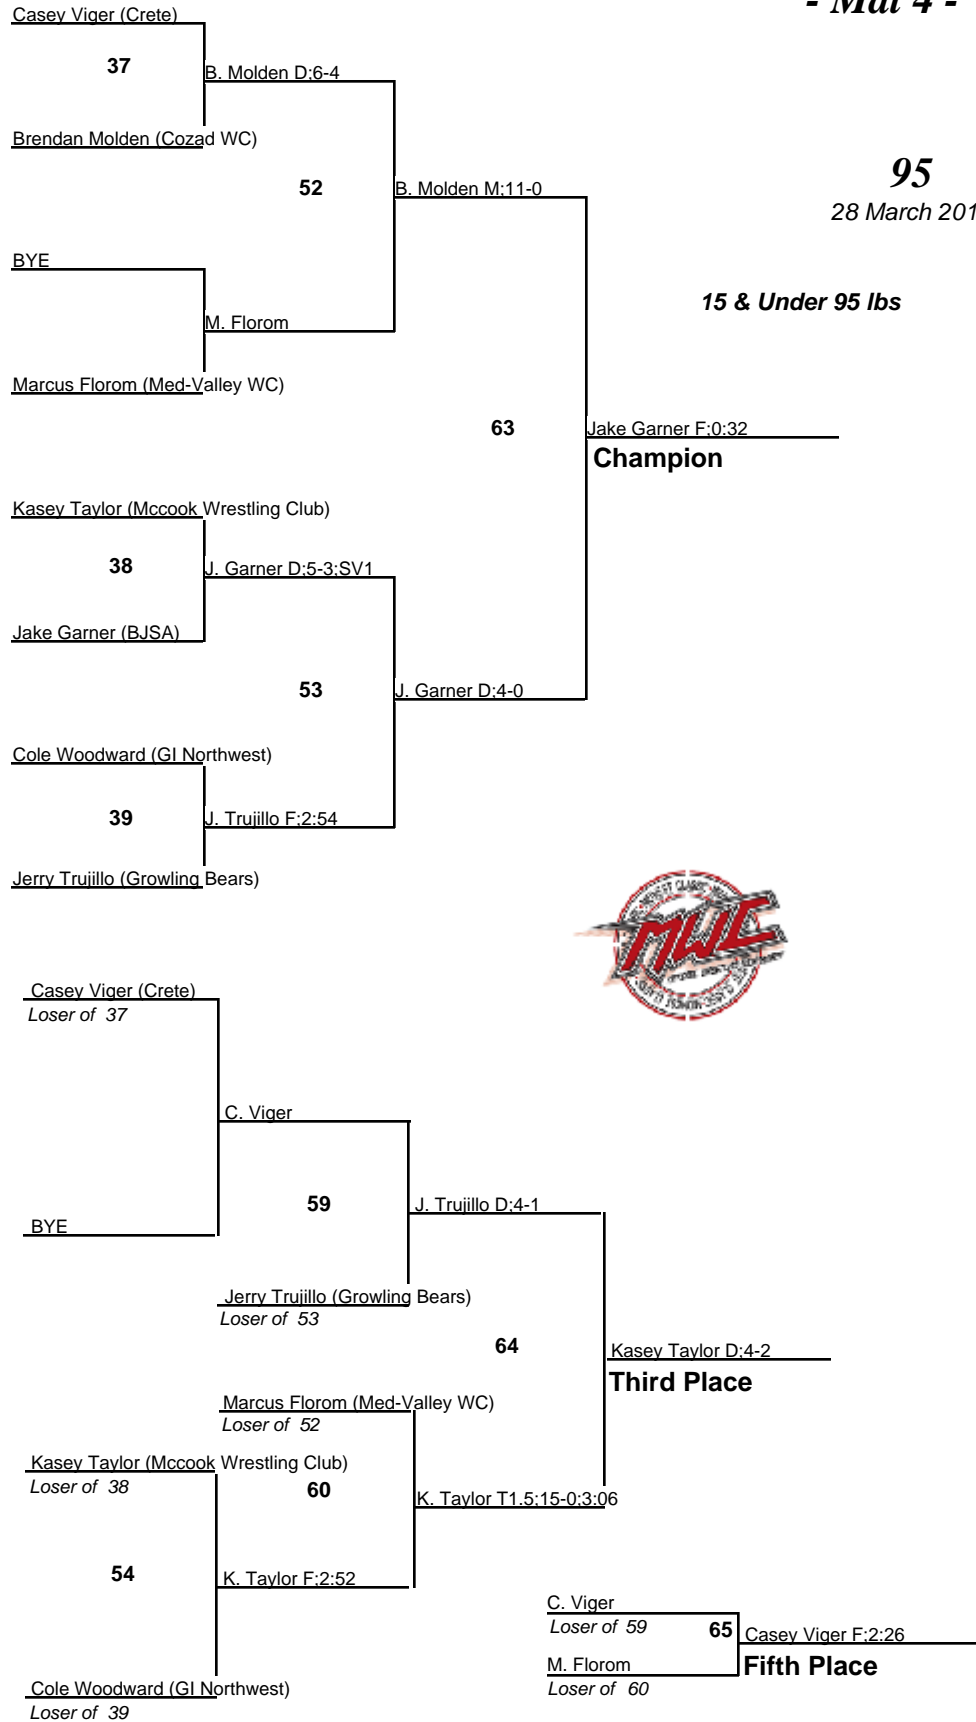 - Mat 4 -
Casey Viger (Crete)
37
B. Molden D;6-4
Brendan Molden (Cozad WC)
95
52
B. Molden M;11-0
28 March 201
BYE
15 & Under 95 lbs
M. Florom
Marcus Florom (Med-Valley WC)
63
Jake Garner F;0:32
Champion
Kasey Taylor (Mccook Wrestling Club)
38
J. Garner D;5-3;SV1
Jake Garner (BJSA)
53
J. Garner D;4-0
Cole Woodward (GI Northwest)
39
J. Trujillo F;2:54
Jerry Trujillo (Growling Bears)
MWC
Casey Viger (Crete)
Loser of 37
C. Viger
59
J. Trujillo D;4-1
BYE
Jerry Trujillo (Growling Bears)
Loser of 53
64
Kasey Taylor D;4-2
Third Place
Marcus Florom (Med-Valley WC)
Loser of 52
Kasey Taylor (Mccook Wrestling Club)
Loser of 38
60
K. Taylor T1.5;15-0;3:06
54
K. Taylor F;2:52
C. Viger
Loser of 59
65
Casey Viger F;2:26
M. Florom
Fifth Place
Loser of 60
Cole Woodward (GI Northwest)
Loser of 39